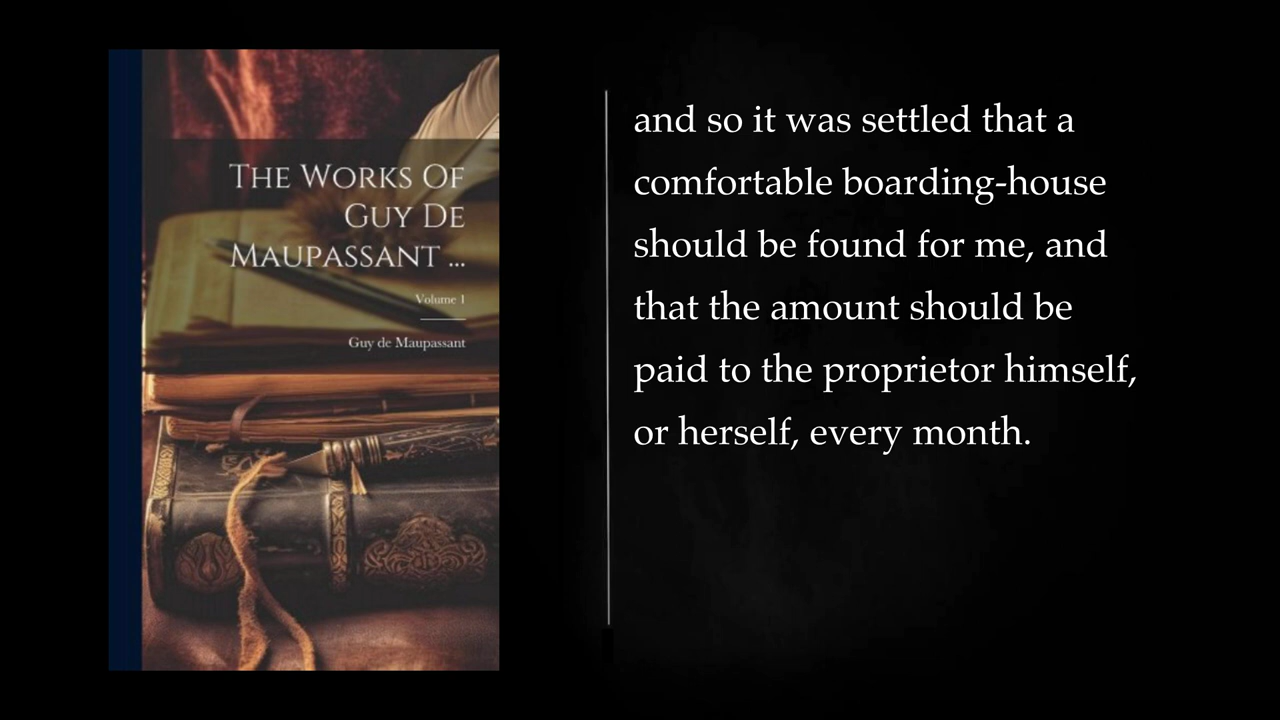 THE WORKS OF
GUY DE
MAUPASSANT ...
Volume 1
Guy de Maupassant
and so it was settled that a
comfortable boarding-house
should be found for me, and
that the amount should be
paid to the proprietor himself,
or herself, every month.